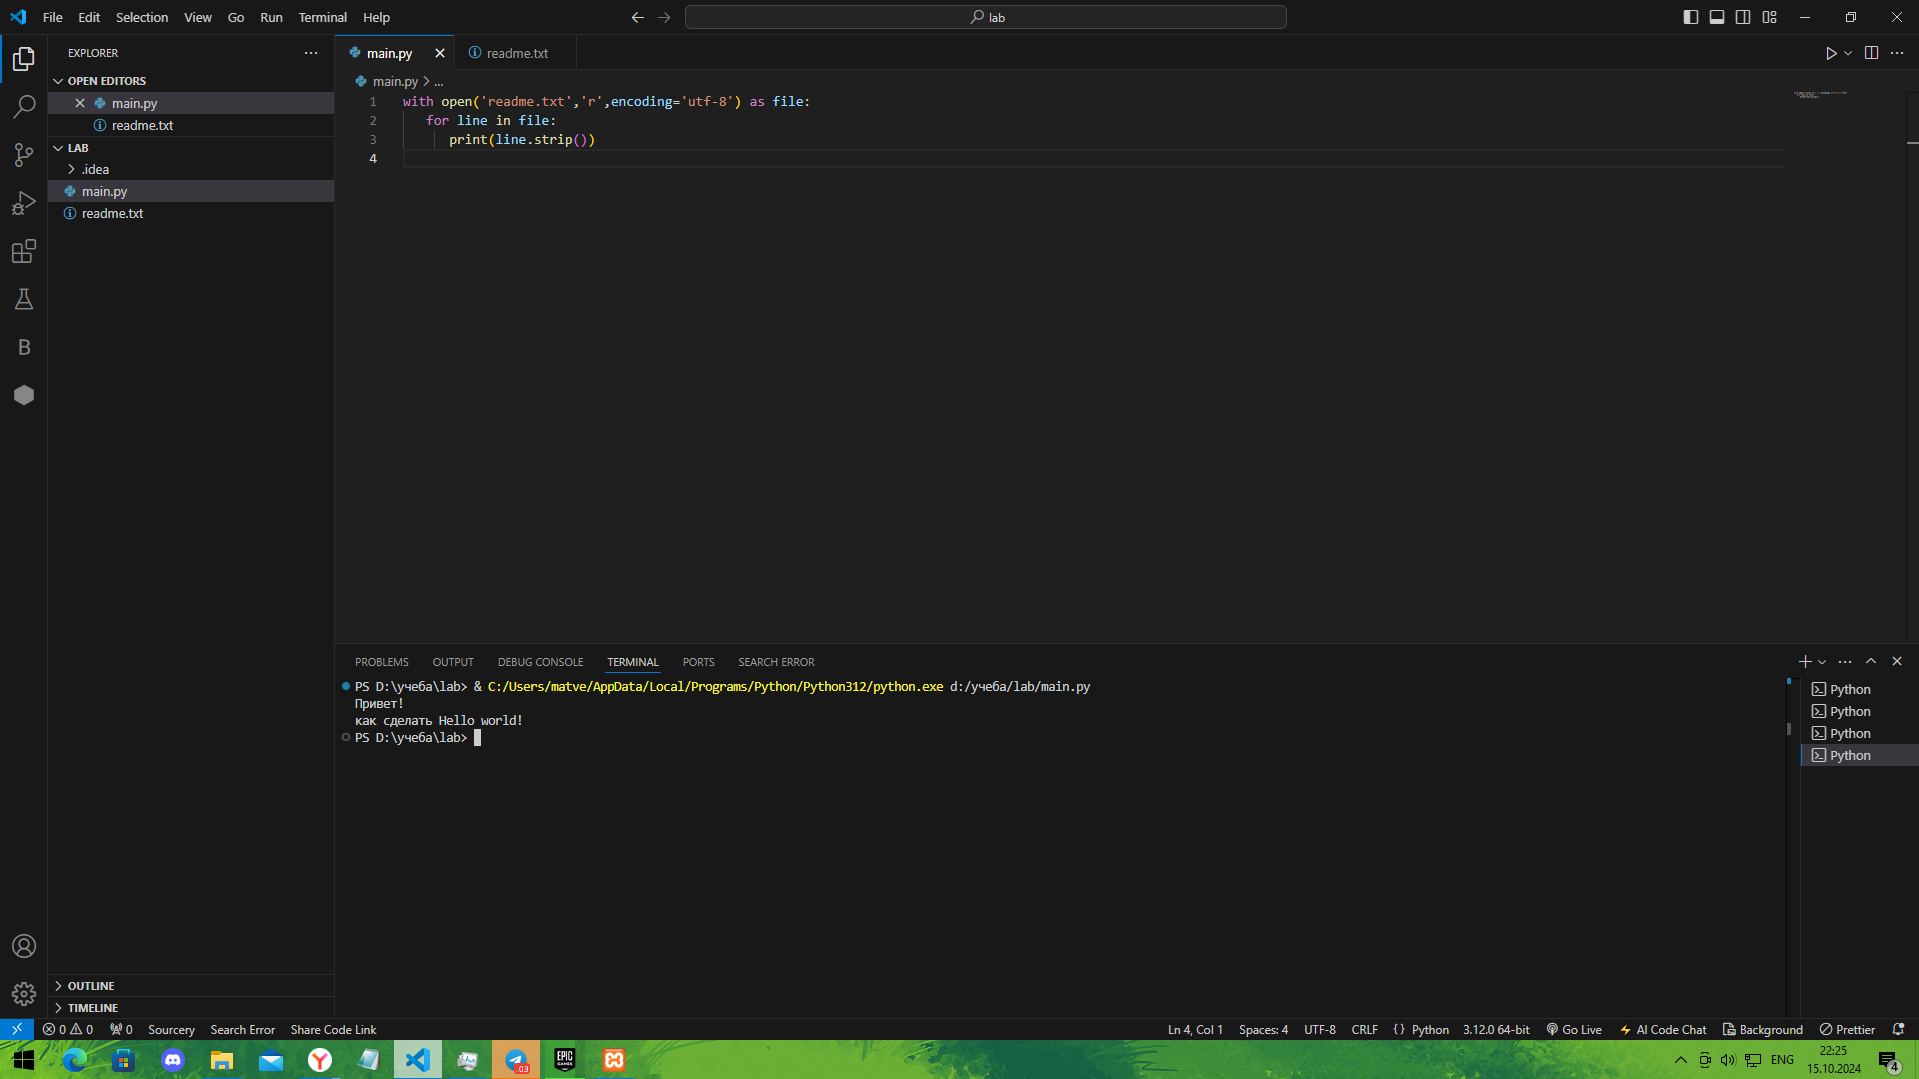 File Edit Selection View Go Run Terminal Help
lab
EXPLORER
OPEN EDITORS
main.py
readme.txt
LAB
.idea
main.py
readme.txt
OUTLINE
TIMELINE
main.py
readme.txt
main.py > ...
1 with open('readme.txt','r',encoding='utf-8') as file:
2 for line in file:
3 print(line.strip())
4
PROBLEMS OUTPUT DEBUG CONSOLE TERMINAL PORTS SEARCH ERROR
PS D:\учеба\lab> & C:/Users/matve/AppData/Local/Programs/Python/Python312/python.exe d:/учеба/lab/main.py
Привет!
как сделать Hello world!
PS D:\учеба\lab>
Python
Python
Python
Python
0 0 0 Sourcery Search Error Share Code Link
Ln 4, Col 1 Spaces: 4 UTF-8 CRLF {} Python 3.12.0 64-bit Go Live AI Code Chat Background Prettier
B
EPIC GAMES
.03
ENG
22:25
15.10.2024
4